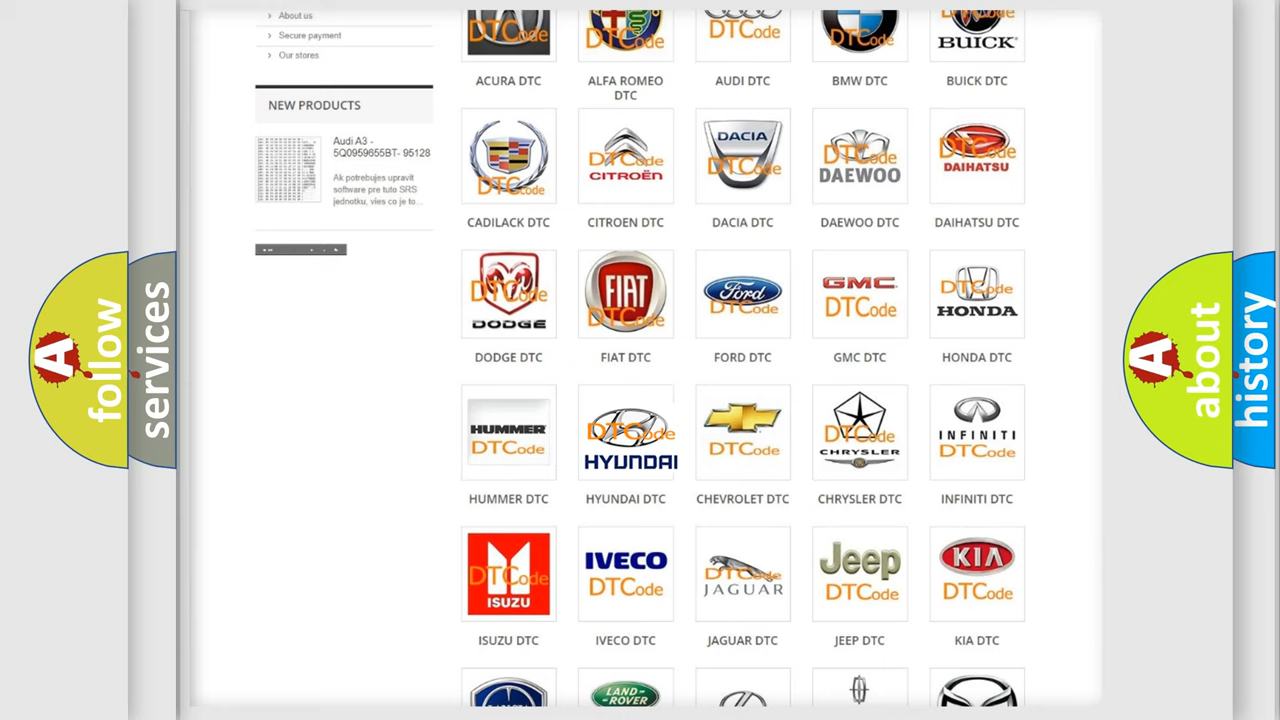 About us
Secure payment
Our stores
NEW PRODUCTS
Audi A3 -
5Q0959655BT- 95128
Ak potrebujes upravit
software pre tuto SRS
jednotku, vies co je to...
DTCode DTCode DTCode DTCode BUICK
ACURA DTC ALFA ROMEO DTC AUDI DTC BMW DTC BUICK DTC
DTCode DTCode CITROËN DACIA DTCode DTCode DAEWOO DTCode DAIHATSU
CADILACK DTC CITROEN DTC DACIA DTC DAEWOO DTC DAIHATSU DTC
DTCode DODGE FIAT DTCode Ford DTCode GMC DTCode DTCode HONDA
DODGE DTC FIAT DTC FORD DTC GMC DTC HONDA DTC
HUMMER DTCode DTCode HYUNDAI DTCode DTCode CHRYSLER INFINITI DTCode
HUMMER DTC HYUNDAI DTC CHEVROLET DTC CHRYSLER DTC INFINITI DTC
DTCode ISUZU IVECO DTCode DTCode JAGUAR Jeep DTCode KIA DTCode
ISUZU DTC IVECO DTC JAGUAR DTC JEEP DTC KIA DTC
LAND-ROVER
A follow
services
A about
history